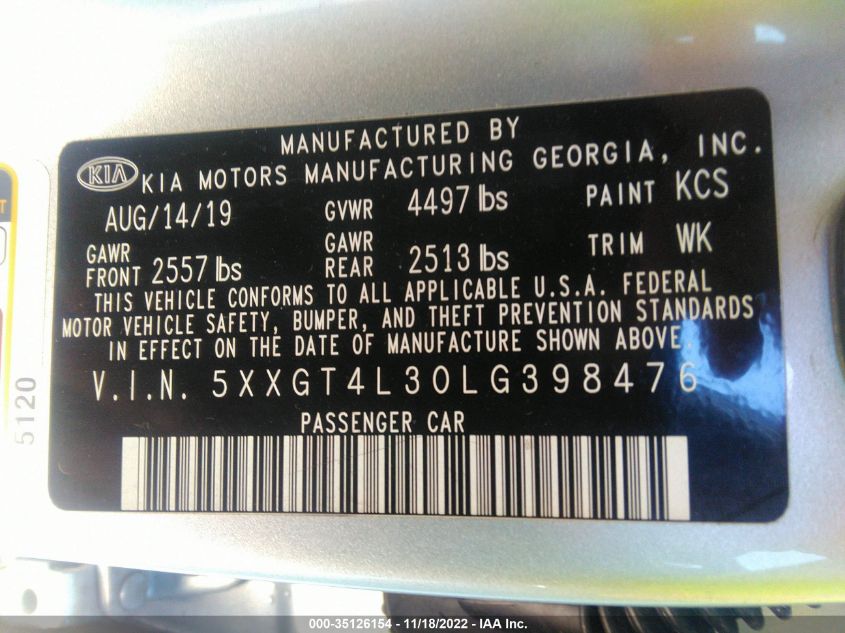 MANUFACTURED BY
KIA KIA MOTORS MANUFACTURING GEORGIA, INC.
AUG/14/19 GVWR 4497 lbs PAINT KCS
GAWR FRONT 2557 lbs GAWR REAR 2513 lbs TRIM WK
THIS VEHICLE CONFORMS TO ALL APPLICABLE U.S.A. FEDERAL
MOTOR VEHICLE SAFETY, BUMPER, AND THEFT PREVENTION STANDARDS
IN EFFECT ON THE DATE OF MANUFACTURE SHOWN ABOVE.
V.I.N. 5XXGT4L30LG398476
PASSENGER CAR
5120
000-35126154 - 11/18/2022 - IAA Inc.